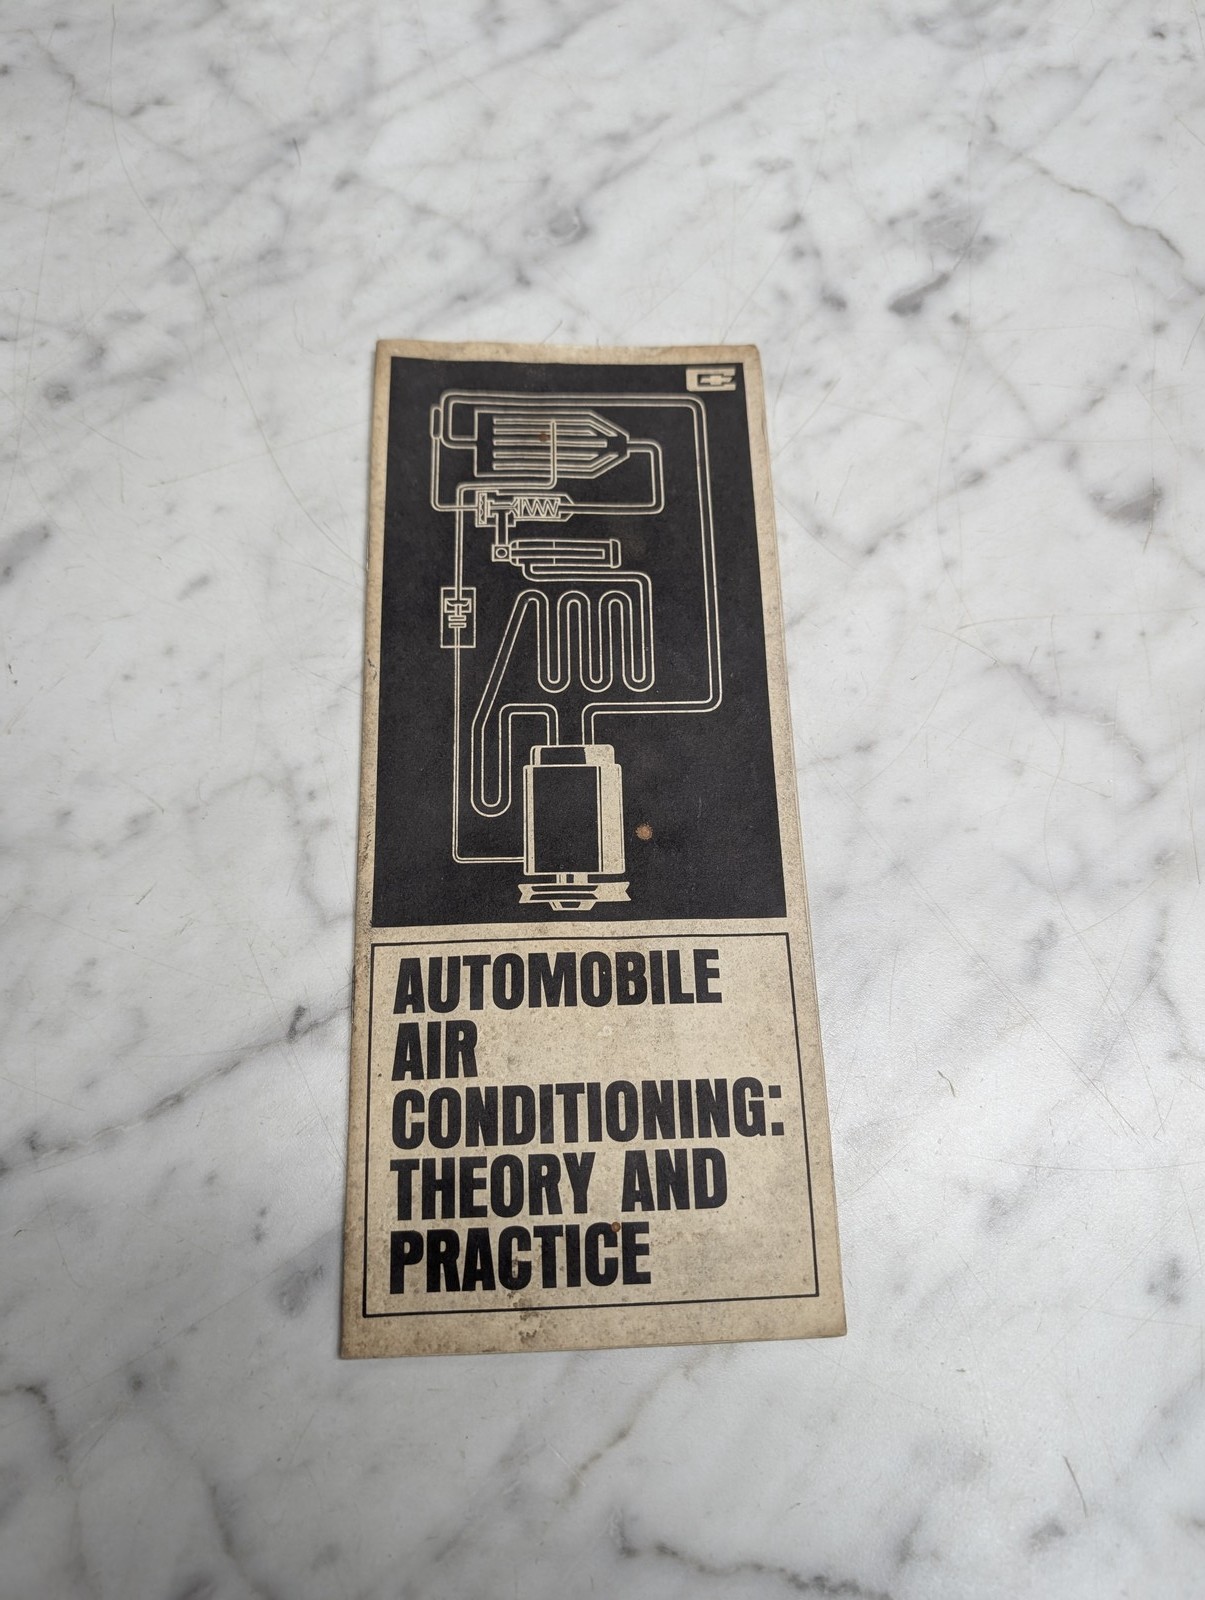 AUTOMOBILE
AIR
CONDITIONING:
THEORY AND
PRACTICE